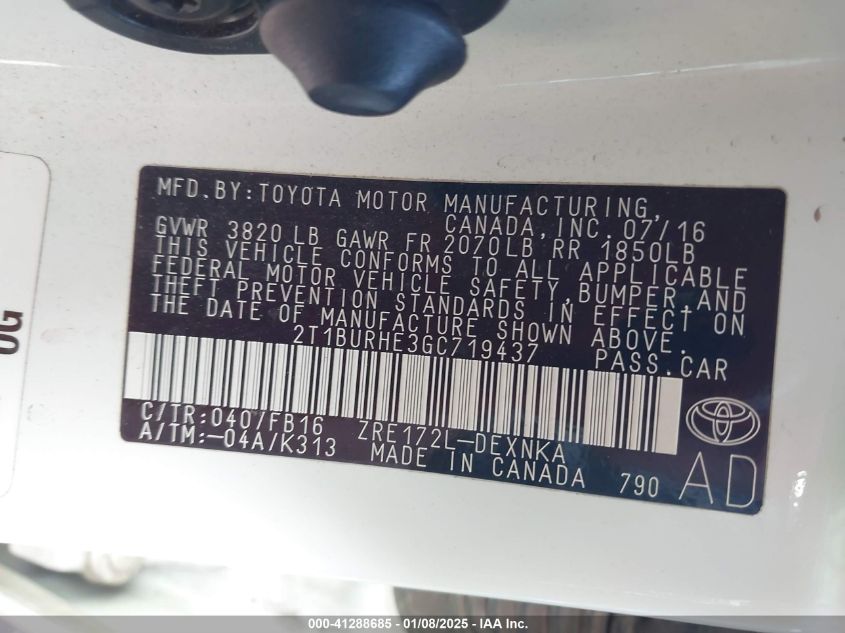 MFD.BY:TOYOTA MOTOR MANUFACTURING,
CANADA,INC.07/16
GVWR 3820 LB GAWR FR 2070LB RR 1850LB
THIS VEHICLE CONFORMS TO ALL APPLICABLE
FEDERAL MOTOR VEHICLE SAFETY,BUMPER,AND
THEFT PREVENTION STANDARDS IN EFFECT ON
THE DATE OF MANUFACTURE SHOWN ABOVE.
2T1BURHE3GC719437 PASS.CAR
C/TR:040/FB16 ZRE172L-DEXNKA
A/TM:-04A/K313 MADE IN CANADA 790 AD
000-41288685 - 01/08/2025 - IAA Inc.